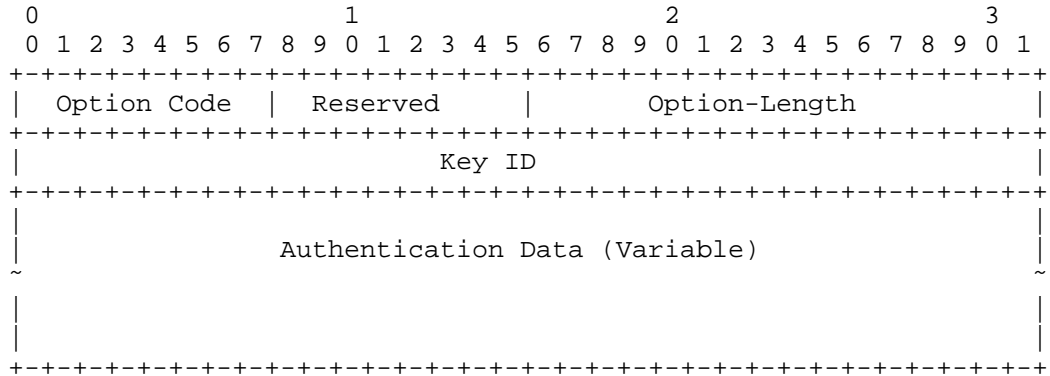 0                   1                   2                   3
 0 1 2 3 4 5 6 7 8 9 0 1 2 3 4 5 6 7 8 9 0 1 2 3 4 5 6 7 8 9 0 1
+-+-+-+-+-+-+-+-+-+-+-+-+-+-+-+-+-+-+-+-+-+-+-+-+-+-+-+-+-+-+-+-+
|  Option Code  |  Reserved     |       Option-Length           |
+-+-+-+-+-+-+-+-+-+-+-+-+-+-+-+-+-+-+-+-+-+-+-+-+-+-+-+-+-+-+-+-+
|                          Key ID                               |
+-+-+-+-+-+-+-+-+-+-+-+-+-+-+-+-+-+-+-+-+-+-+-+-+-+-+-+-+-+-+-+-+
|                                                               |
|                Authentication Data (Variable)                 |
~                                                               ~
|                                                               |
|                                                               |
+-+-+-+-+-+-+-+-+-+-+-+-+-+-+-+-+-+-+-+-+-+-+-+-+-+-+-+-+-+-+-+-+